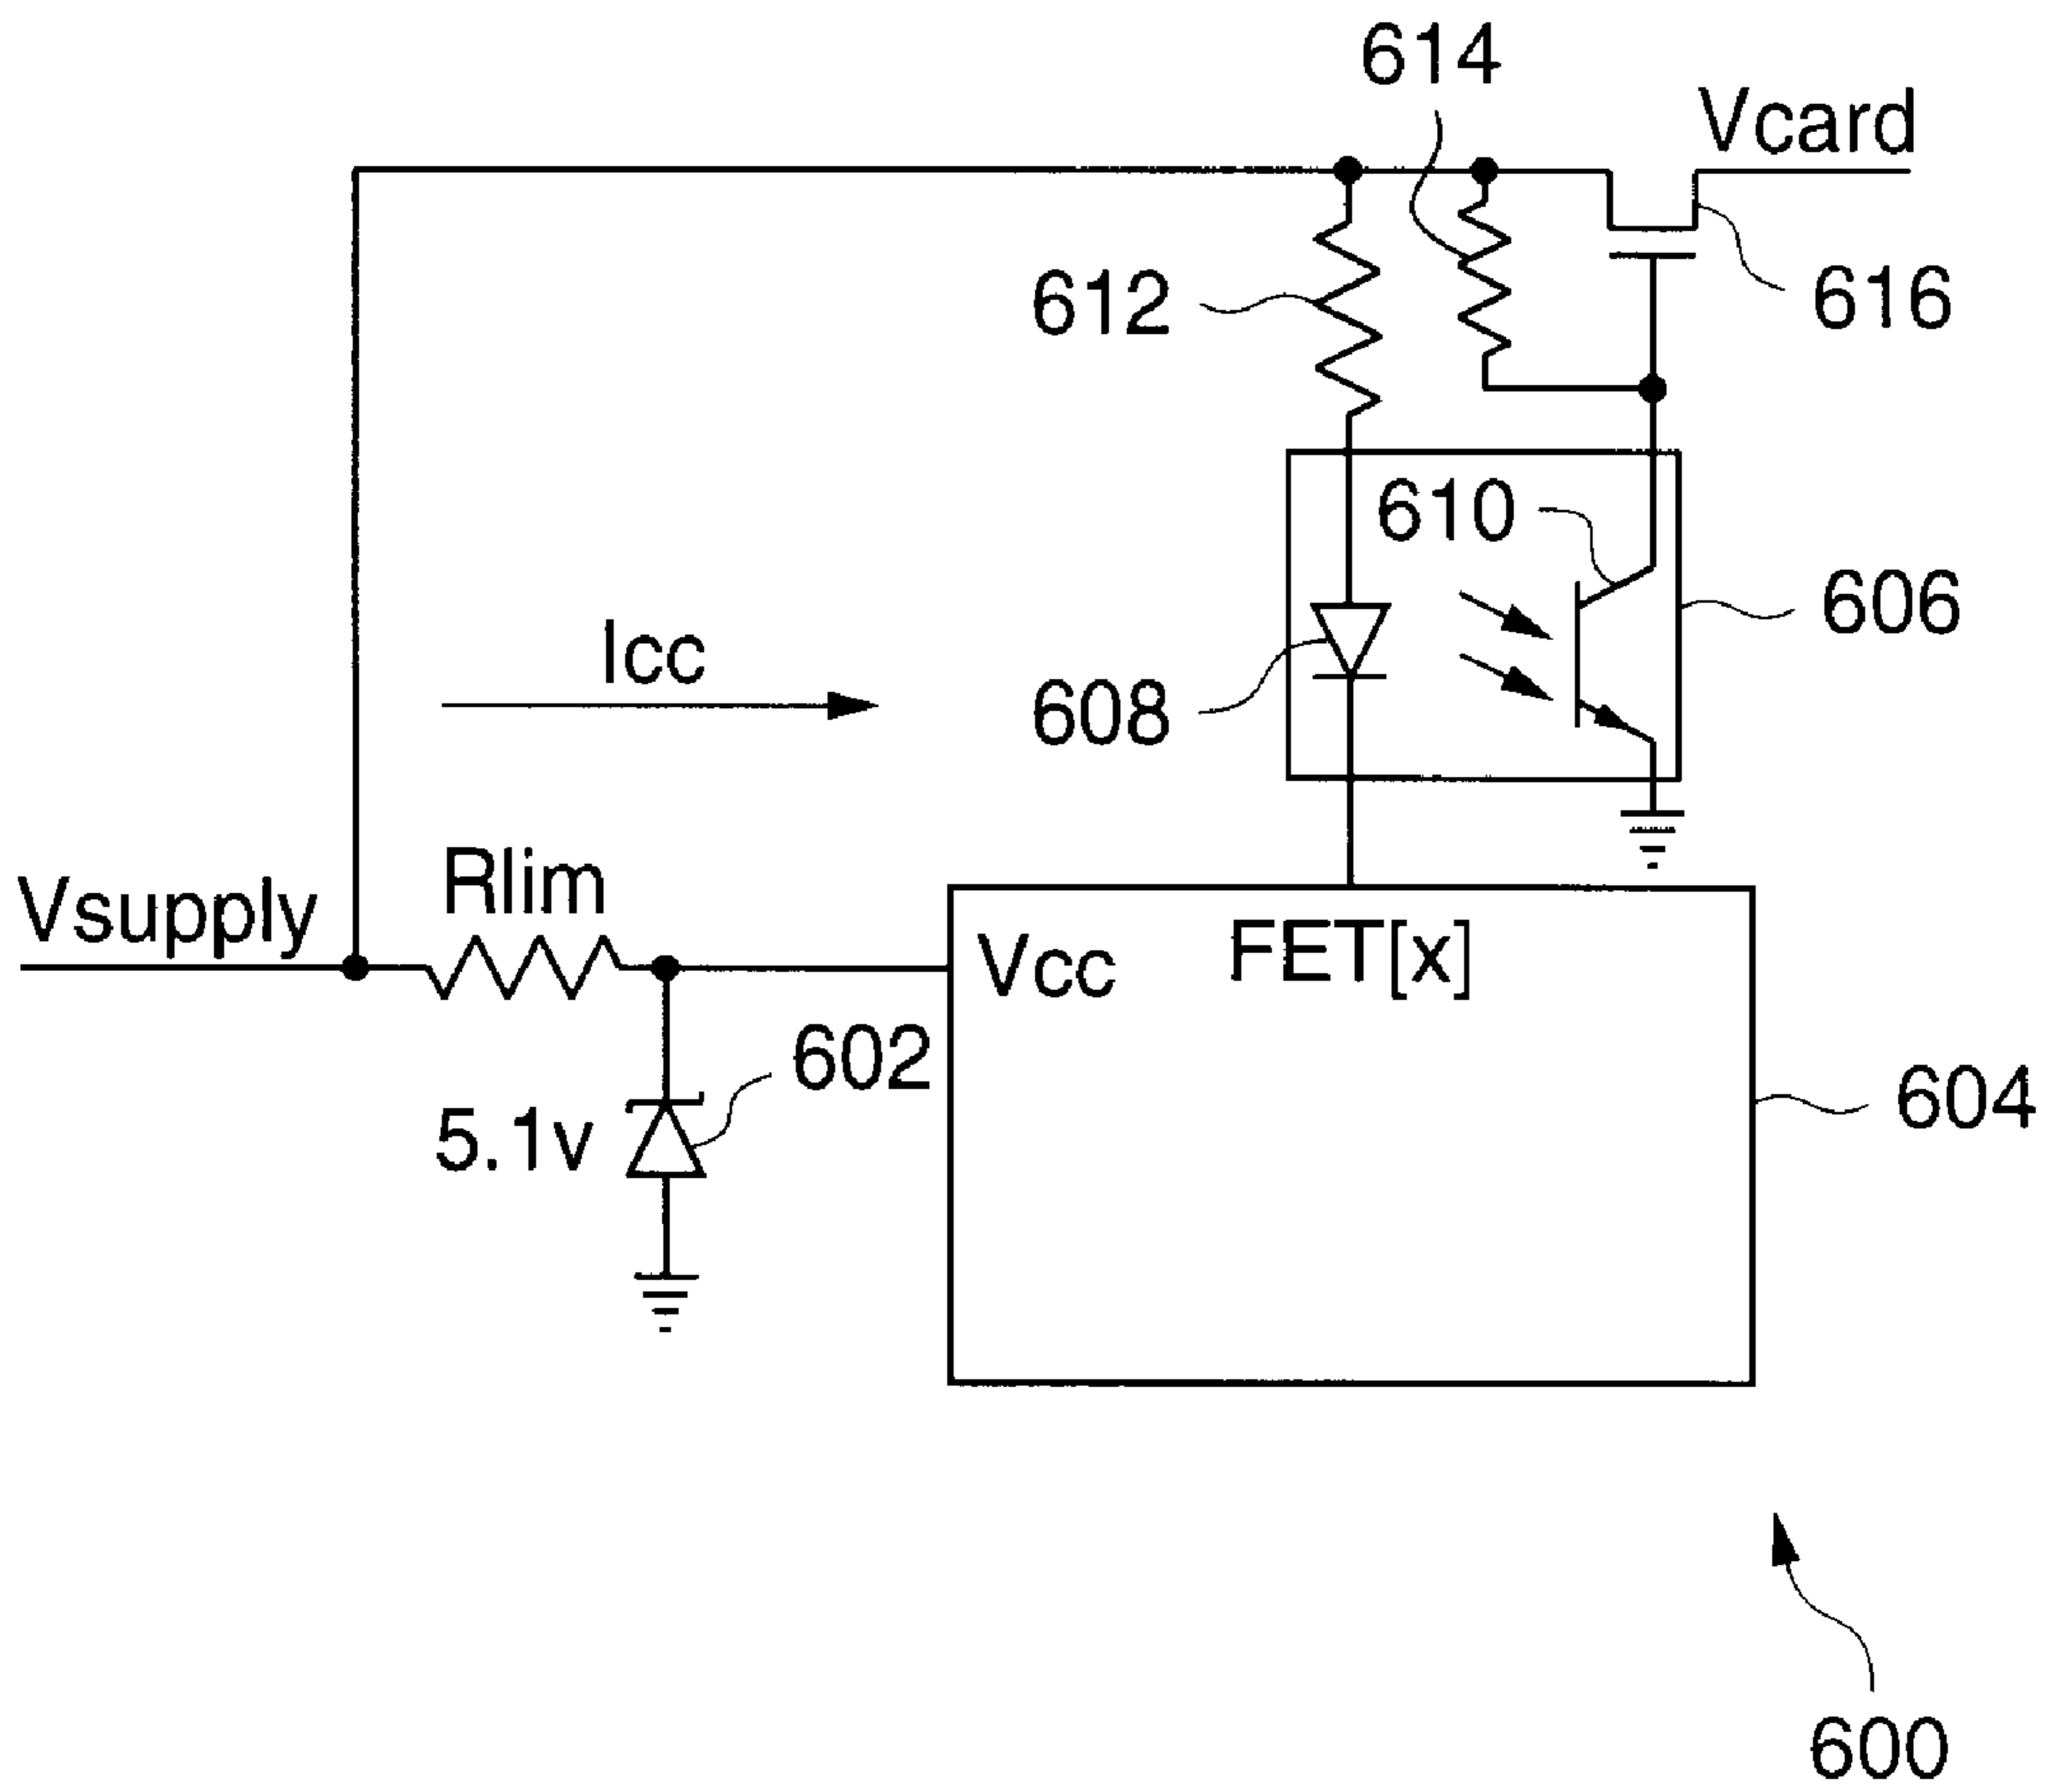 614
Vcard
612
616
610
606
Icc
608
Rlim
Vsupply
Vcc
FET[x]
602
5.1v
604
600